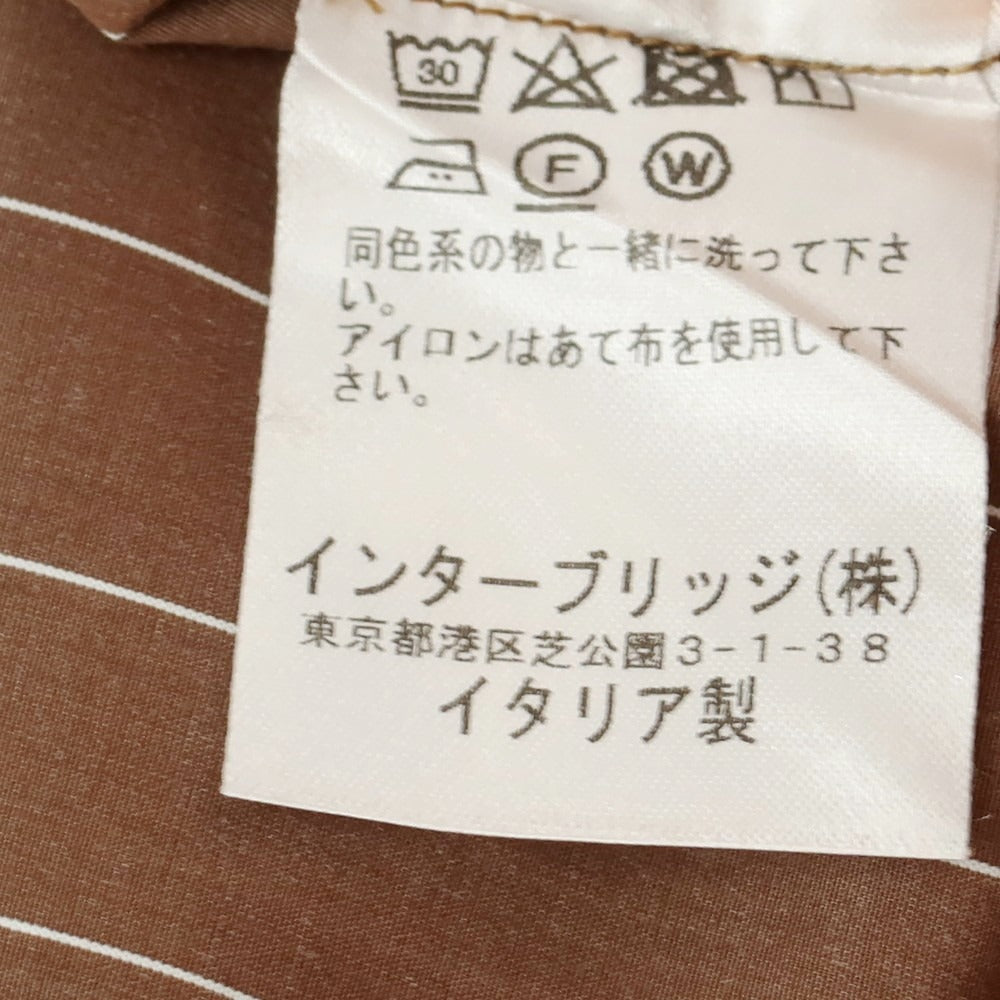 30
F W
同色系の物と一緒に洗って下さ
い。
アイロンはあて布を使用して下
さい。
インターブリッジ(株)
東京都港区芝公園3-1-38
イタリア製